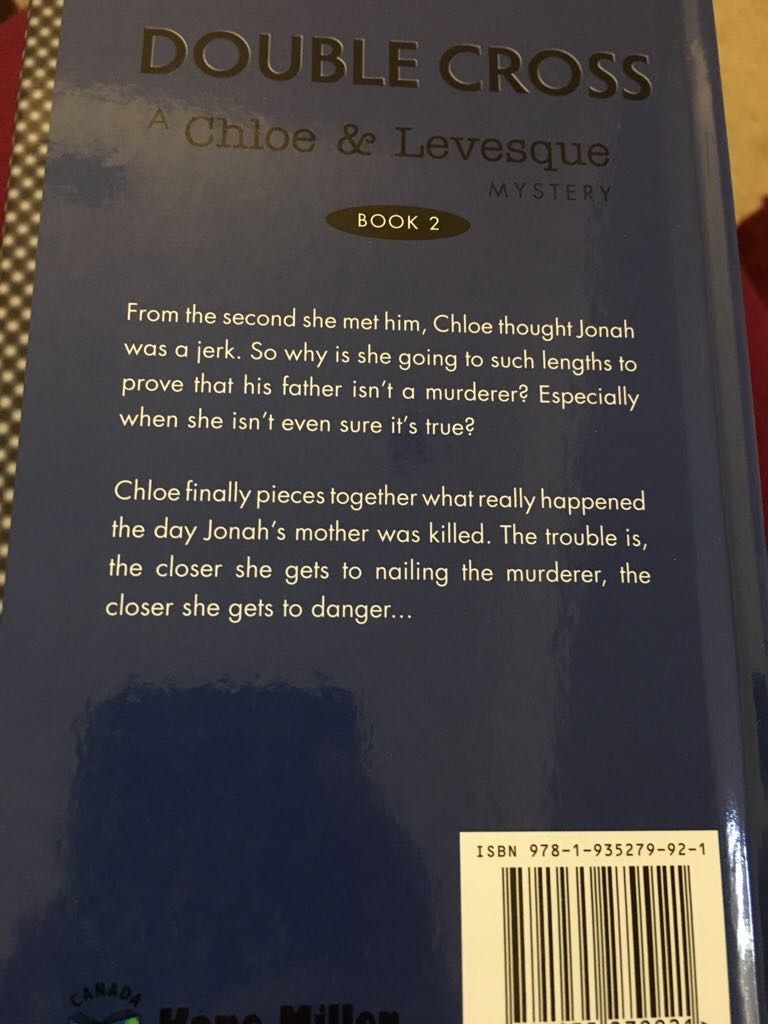 DOUBLE CROSS
A Chloe & Levesque
MYSTERY
BOOK 2
From the second she met him, Chloe thought Jonah
was a jerk. So why is she going to such lengths to
prove that his father isn't a murderer? Especially
when she isn't even sure it's true?
Chloe finally pieces together what really happened
the day Jonah's mother was killed. The trouble is,
the closer she gets to nailing the murderer, the
closer she gets to danger...
ISBN 978-1-935279-92-1
CANADA
Kane Miller